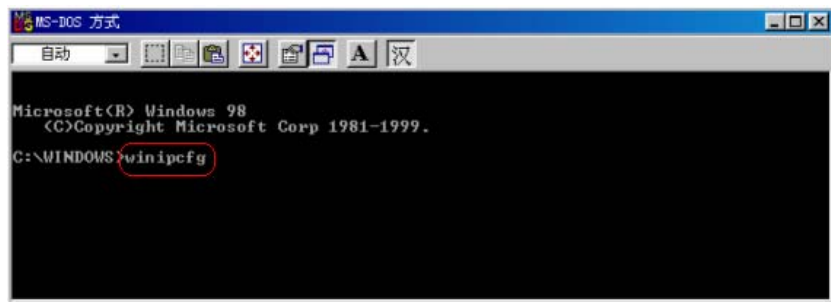 MS-DOS 方式
自动 A 汉
Microsoft(R) Windows 98
(C)Copyright Microsoft Corp 1981-1999.
C:\WINDOWS>winipcfg